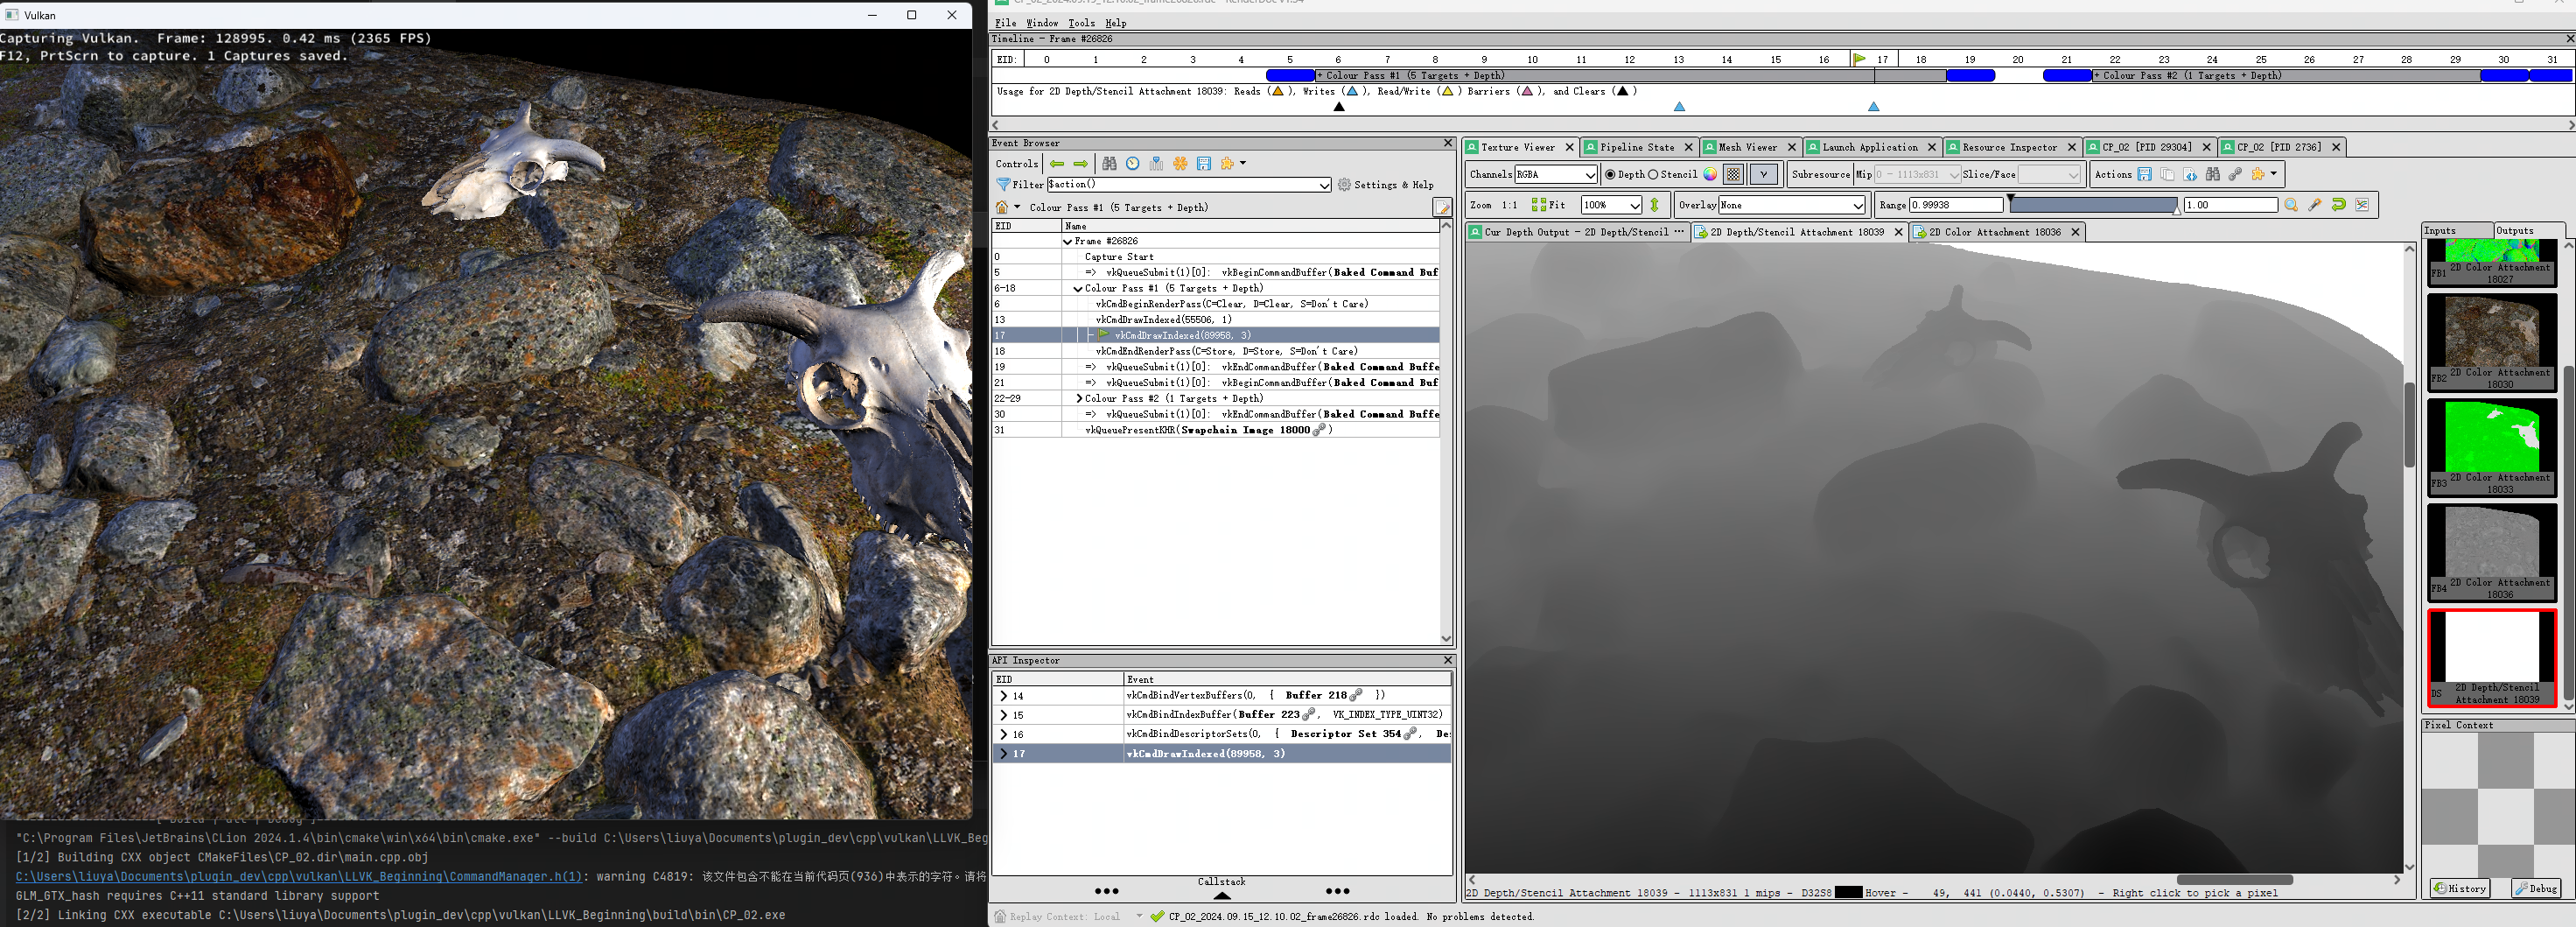 Vulkan
Capturing Vulkan.  Frame: 128995. 0.42 ms (2365 FPS)
F12, PrtScrn to capture. 1 Captures saved.
"C:\Program Files\JetBrains\CLion 2024.1.4\bin\cmake\win\x64\bin\cmake.exe" --build C:\Users\liuya\Documents\plugin_dev\cpp\vulkan\LLVK_Beg
[1/2] Building CXX object CMakeFiles\CP_02.dir\main.cpp.obj
C:\Users\liuya\Documents\plugin_dev\cpp\vulkan\LLVK_Beginning\CommandManager.h(1): warning C4819: 该文件包含不能在当前代码页(936)中表示的字符。请将
GLM_GTX_hash requires C++11 standard library support
[2/2] Linking CXX executable C:\Users\liuya\Documents\plugin_dev\cpp\vulkan\LLVK_Beginning\build\bin\CP_02.exe
File Window Tools Help
Timeline - Frame #26826
EID: 0 1 2 3 4 5 6 7 8 9 10 11 12 13 14 15 16 17 18 19 20 21 22 23 24 25 26 27 28 29 30 31
+ Colour Pass #1 (5 Targets + Depth) + Colour Pass #2 (1 Targets + Depth)
Usage for 2D Depth/Stencil Attachment 18039: Reads ( ), Writes ( ), Read/Write ( ) Barriers ( ), and Clears ( )
Event Browser
Controls
Filter $action() Settings & Help
Colour Pass #1 (5 Targets + Depth)
EID Name
Frame #26826
0 Capture Start
5 => vkQueueSubmit(1)[0]: vkBeginCommandBuffer(Baked Command Buf
6-18 Colour Pass #1 (5 Targets + Depth)
6 vkCmdBeginRenderPass(C=Clear, D=Clear, S=Don't Care)
13 vkCmdDrawIndexed(55506, 1)
17 vkCmdDrawIndexed(89958, 3)
18 vkCmdEndRenderPass(C=Store, D=Store, S=Don't Care)
19 => vkQueueSubmit(1)[0]: vkEndCommandBuffer(Baked Command Buffe
21 => vkQueueSubmit(1)[0]: vkBeginCommandBuffer(Baked Command Buf
22-29 Colour Pass #2 (1 Targets + Depth)
30 => vkQueueSubmit(1)[0]: vkEndCommandBuffer(Baked Command Buffe
31 vkQueuePresentKHR(Swapchain Image 18000 )
API Inspector
EID Event
14 vkCmdBindVertexBuffers(0, { Buffer 218 })
15 vkCmdBindIndexBuffer(Buffer 223 , VK_INDEX_TYPE_UINT32)
16 vkCmdBindDescriptorSets(0, { Descriptor Set 354 , De
17 vkCmdDrawIndexed(89958, 3)
Callstack
Texture Viewer Pipeline State Mesh Viewer Launch Application Resource Inspector CP_02 [PID 29304] CP_02 [PID 2736]
Channels RGBA Depth Stencil Subresource Mip 0 - 1113x831 Slice/Face Actions
Zoom 1:1 Fit 100% Overlay None Range 0.99938 1.00
Cur Depth Output - 2D Depth/Stencil ··· 2D Depth/Stencil Attachment 18039 2D Color Attachment 18036
Inputs Outputs
FB1 2D Color Attachment
18027
FB2 2D Color Attachment
18030
FB3 2D Color Attachment
18033
FB4 2D Color Attachment
18036
DS 2D Depth/Stencil
Attachment 18039
Pixel Context
History Debug
2D Depth/Stencil Attachment 18039 - 1113x831 1 mips - D32S8 Hover - 49, 441 (0.0440, 0.5307) - Right click to pick a pixel
Replay Context: Local CP_02_2024.09.15_12.10.02_frame26826.rdc loaded. No problems detected.